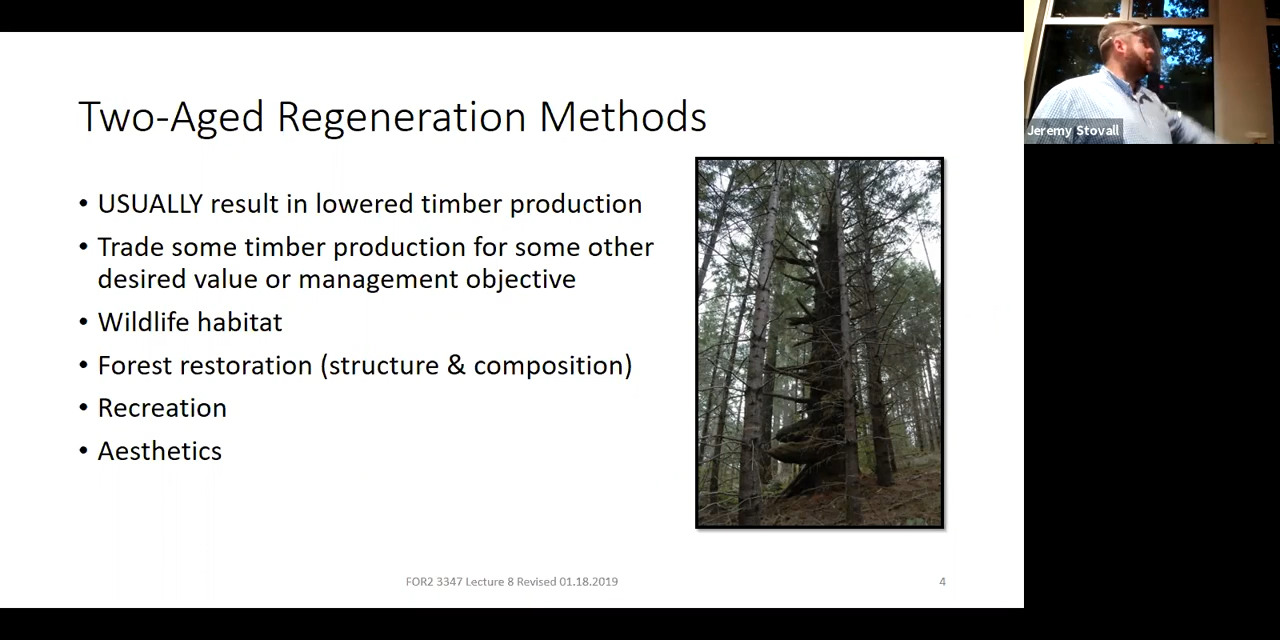 Two-Aged Regeneration Methods
• USUALLY result in lowered timber production
• Trade some timber production for some other
desired value or management objective
• Wildlife habitat
• Forest restoration (structure & composition)
• Recreation
• Aesthetics
FOR2 3347 Lecture 8 Revised 01.18.2019
4
Jeremy Stovall